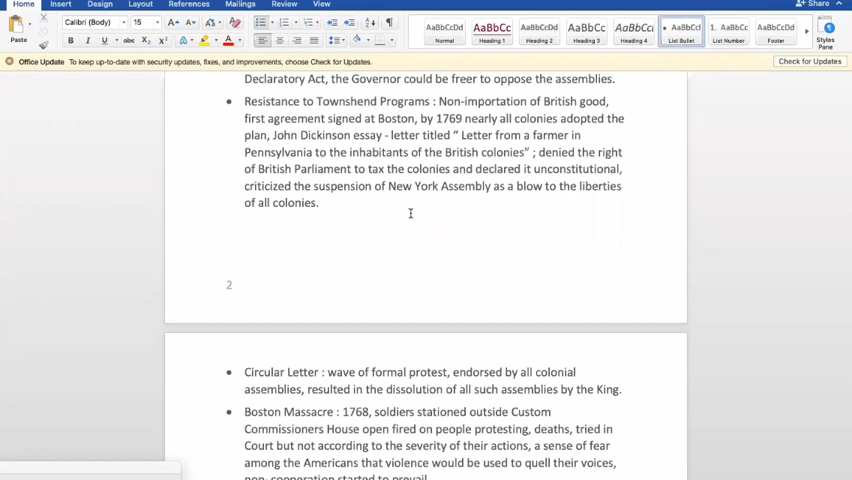 Home Insert Design Layout References Mailings Review View Share
Paste Calibri (Body) 15 AaBbCcDd AaBbCc AaBbCcDd AaBbCc AaBbCcDd AaBbCcl 1. AaBbCc AaBbCcDd
B I U abc X2 X2 A A Normal Heading 1 Heading 2 Heading 3 Heading 4 List Bullet List Number Footer Styles Pane
Office Update To keep up-to-date with security updates, fixes, and improvements, choose Check for Updates. Check for Updates
Declaratory Act, the Governor could be freer to oppose the assemblies.
• Resistance to Townshend Programs : Non-importation of British good,
first agreement signed at Boston, by 1769 nearly all colonies adopted the
plan, John Dickinson essay - letter titled “ Letter from a farmer in
Pennsylvania to the inhabitants of the British colonies” ; denied the right
of British Parliament to tax the colonies and declared it unconstitutional,
criticized the suspension of New York Assembly as a blow to the liberties
of all colonies.
2
• Circular Letter : wave of formal protest, endorsed by all colonial
assemblies, resulted in the dissolution of all such assemblies by the King.
• Boston Massacre : 1768, soldiers stationed outside Custom
Commissioners House open fired on people protesting, deaths, tried in
Court but not according to the severity of their actions, a sense of fear
among the Americans that violence would be used to quell their voices,
non- cooperation started to prevail